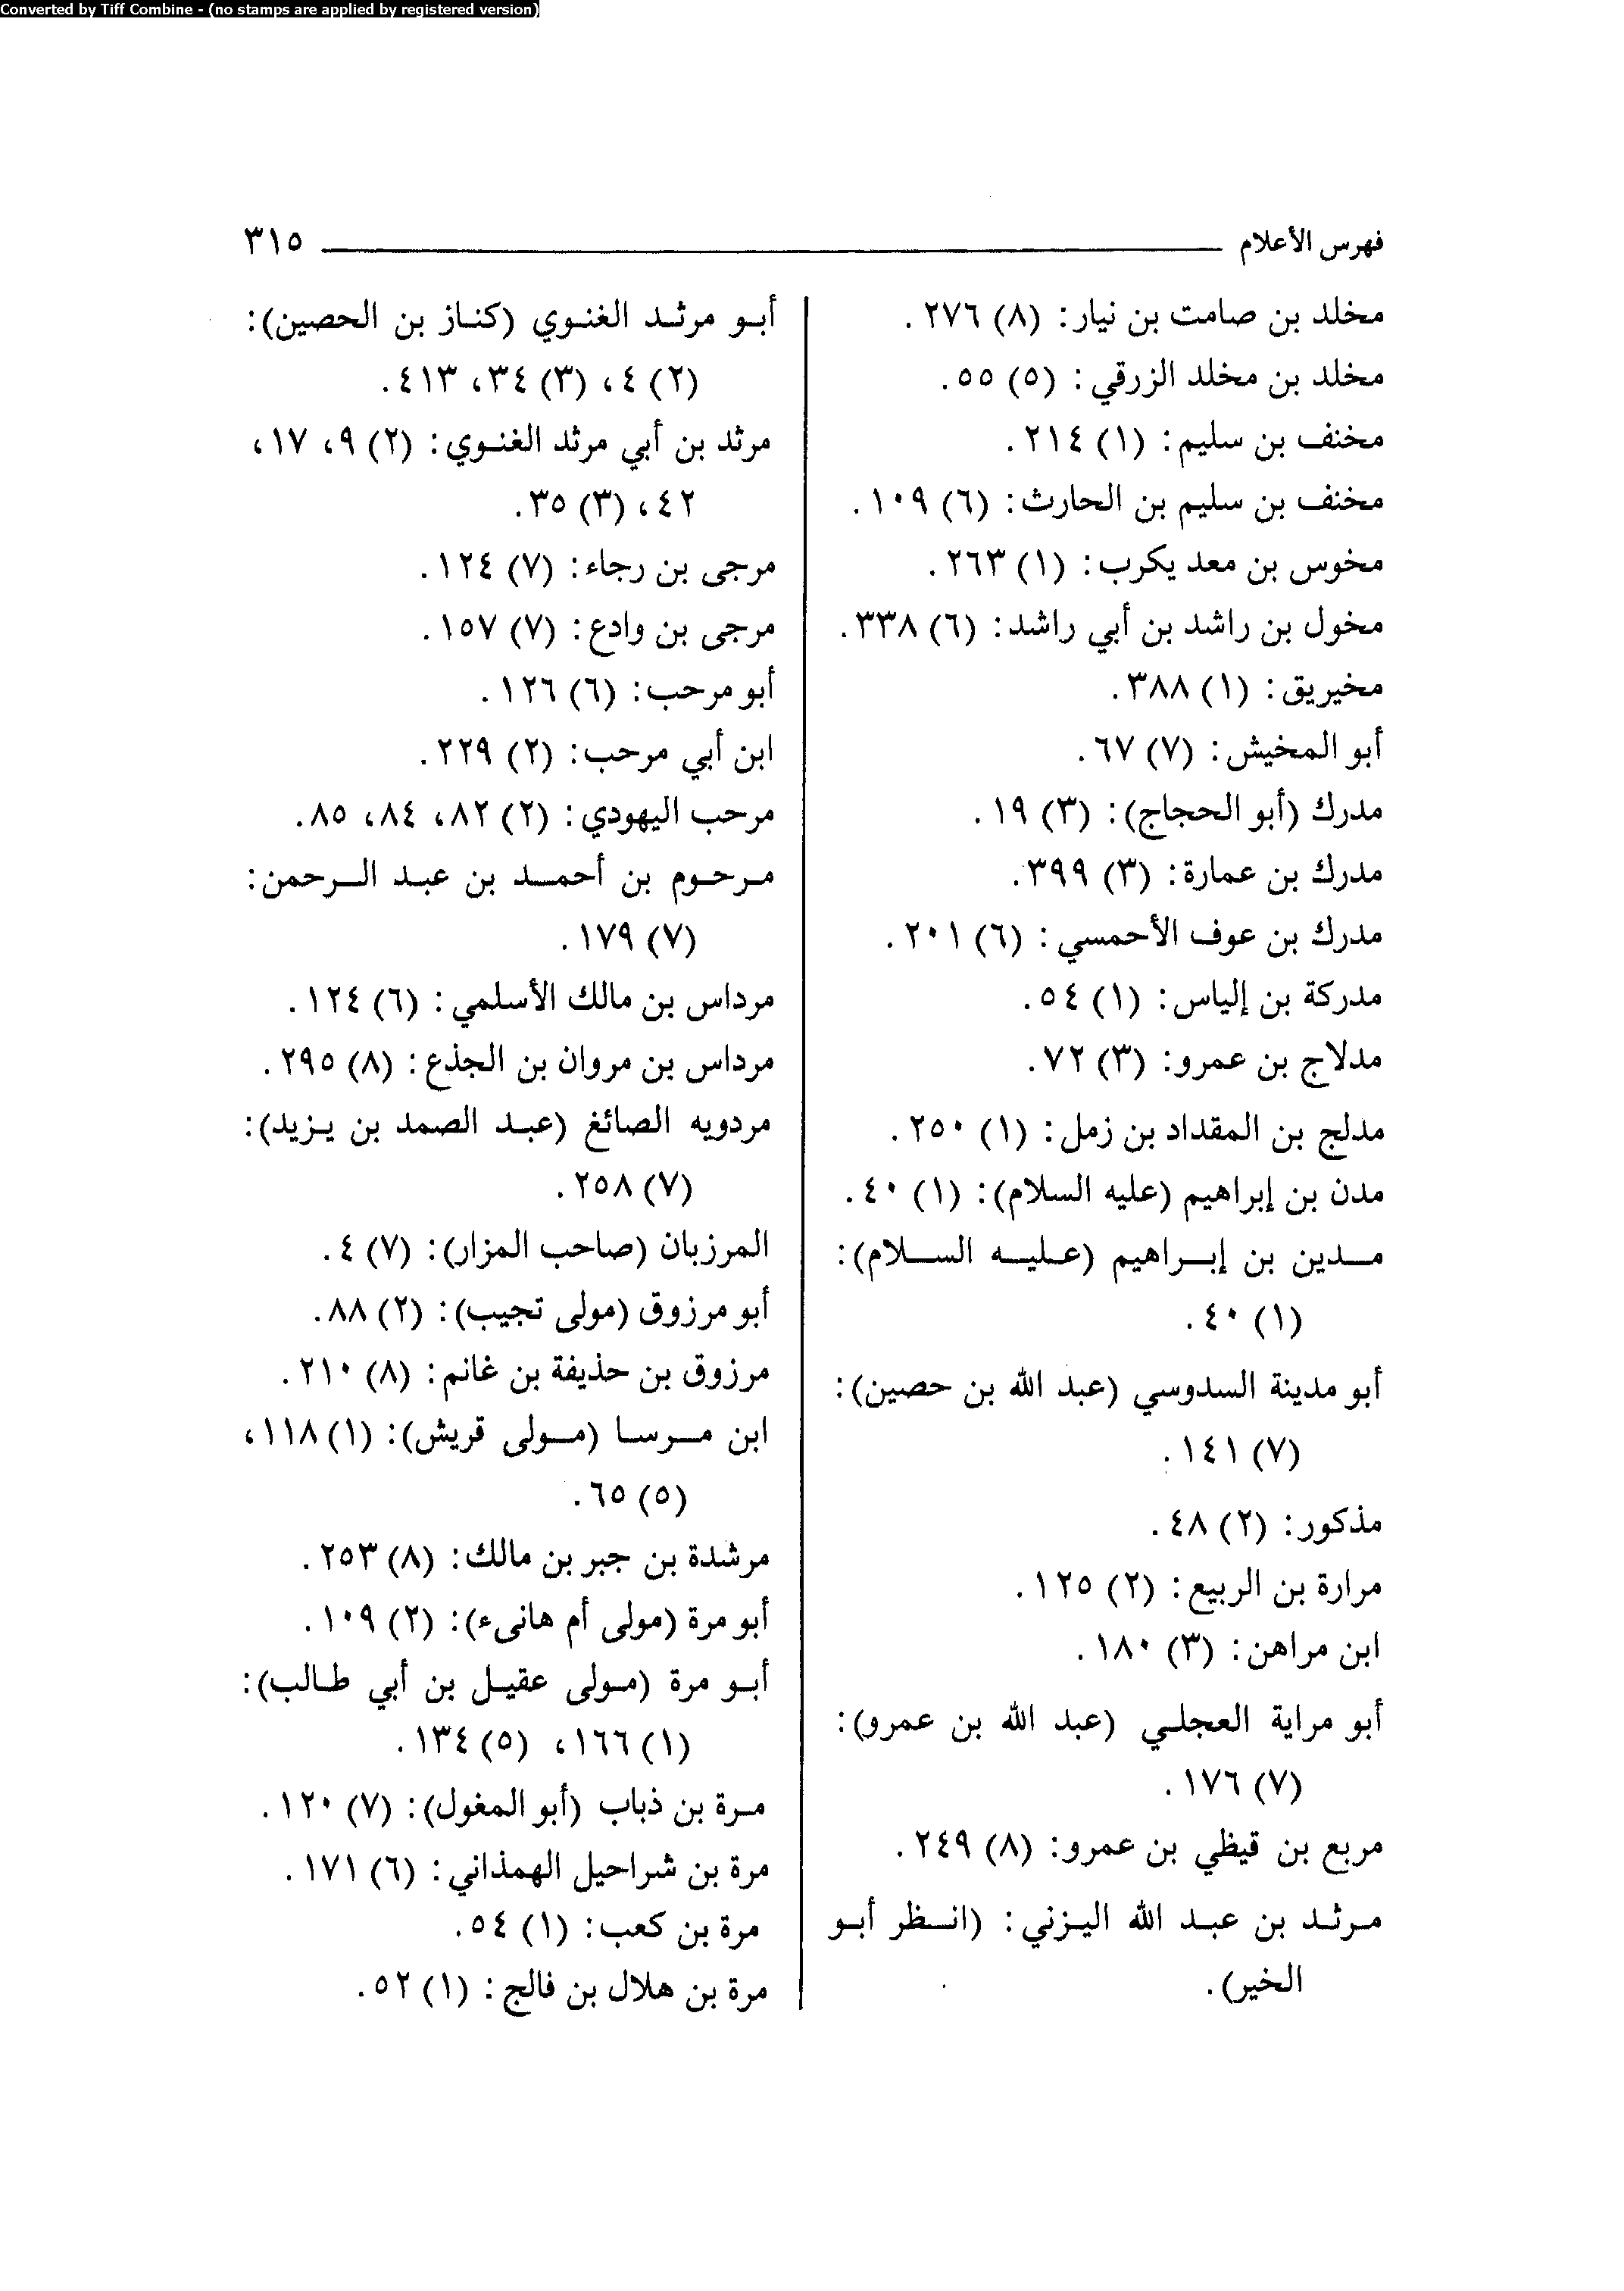 Converted by Tiff Combine - (no stamps are applied by registered version)
فهرس الأعلام ٣١٥
مخلد بن صامت بن نيار: (٨) ٢٧٦.
مخلد بن مخلد الزرقي: (٥) ٥٥.
مخنف بن سليم: (١) ٢١٤.
مخنف بن سليم بن الحارث: (٦) ١٠٩.
مخوس بن معد يكرب: (١) ٢٦٣.
مخول بن راشد بن أبي راشد: (٦) ٣٣٨.
مخيريق: (١) ٣٨٨.
أبو المخيش: (٧) ٦٧.
مدرك (أبو الحجاج): (٣) ١٩.
مدرك بن عمارة: (٣) ٣٩٩.
مدرك بن عوف الأحمسي: (٦) ٢٠١.
مدركة بن إلياس: (١) ٥٤.
مدلاج بن عمرو: (٣) ٧٢.
مدلج بن المقداد بن زمل: (١) ٢٥٠.
مدن بن إبراهيم (عليه السلام): (١) ٤٠.
مدين بن إبراهيم (عليه السلام):
(١) ٤٠.
أبو مدينة السدوسي (عبد الله بن حصين):
(٧) ١٤١.
مذكور: (٢) ٤٨.
مرارة بن الربيع: (٢) ١٢٥.
ابن مراهن: (٣) ١٨٠.
أبو مراية العجلي (عبد الله بن عمرو):
(٧) ١٧٦.
مربع بن قيظي بن عمرو: (٨) ٢٤٩.
مرثد بن عبد الله اليزني: (انظر أبو
الخير).
أبو مرثد الغنوي (كناز بن الحصين):
(٢) ٤، (٣) ٣٤، ٤١٣.
مرثد بن أبي مرثد الغنوي: (٢) ٩، ١٧،
٤٢، (٣) ٣٥.
مرجى بن رجاء: (٧) ١٢٤.
مرجى بن وادع: (٧) ١٥٧.
أبو مرحب: (٦) ١٢٦.
ابن أبي مرحب: (٢) ٢٢٩.
مرحب اليهودي: (٢) ٨٢، ٨٤، ٨٥.
مرحوم بن أحمد بن عبد الرحمن:
(٧) ١٧٩.
مرداس بن مالك الأسلمي: (٦) ١٢٤.
مرداس بن مروان بن الجذع: (٨) ٢٩٥.
مردويه الصائغ (عبد الصمد بن يزيد):
(٧) ٢٥٨.
المرزبان (صاحب المزار): (٧) ٤.
أبو مرزوق (مولى تجيب): (٢) ٨٨.
مرزوق بن حذيفة بن غانم: (٨) ٢١٠.
ابن مرسا (مولى قريش): (١) ١١٨،
(٥) ٦٥.
مرشدة بن جبر بن مالك: (٨) ٢٥٣.
أبو مرة (مولى أم هانىء): (٢) ١٠٩.
أبو مرة (مولى عقيل بن أبي طالب):
(١) ١٦٦، (٥) ١٣٤.
مرة بن ذباب (أبو المغول): (٧) ١٢٠.
مرة بن شراحيل الهمذاني: (٦) ١٧١.
مرة بن كعب: (١) ٥٤.
مرة بن هلال بن فالج: (١) ٥٢.